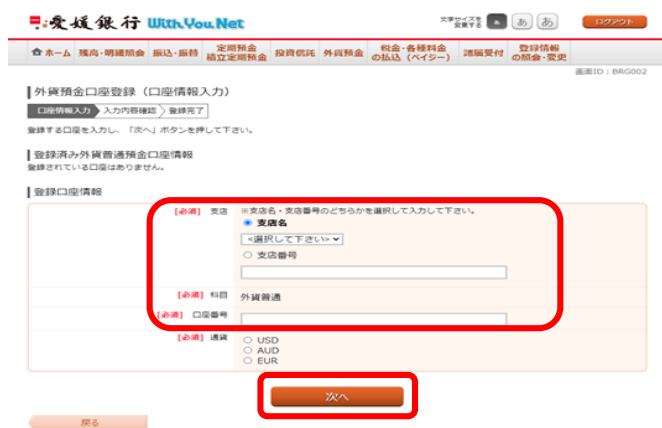 愛媛銀行 With.You.Net
文字サイズを変更する あ あ あ ログアウト
ホーム 残高・明細照会 振込・振替 定期預金 積立定期預金 投資信託 外貨預金 税金・各種料金の払込（ペイジー） 諸届受付 登録情報の照会・変更
画面ID：BRG002
外貨預金口座登録（口座情報入力）
口座情報入力 入力内容確認 登録完了
登録する口座を入力し、「次へ」ボタンを押して下さい。
登録済み外貨普通預金口座情報
登録されている口座はありません。
登録口座情報
[必須] 支店 ※支店名・支店番号のどちらかを選択して入力して下さい。
支店名
<選択して下さい>
支店番号
[必須] 科目 外貨普通
[必須] 口座番号
[必須] 通貨 USD
AUD
EUR
次へ
戻る